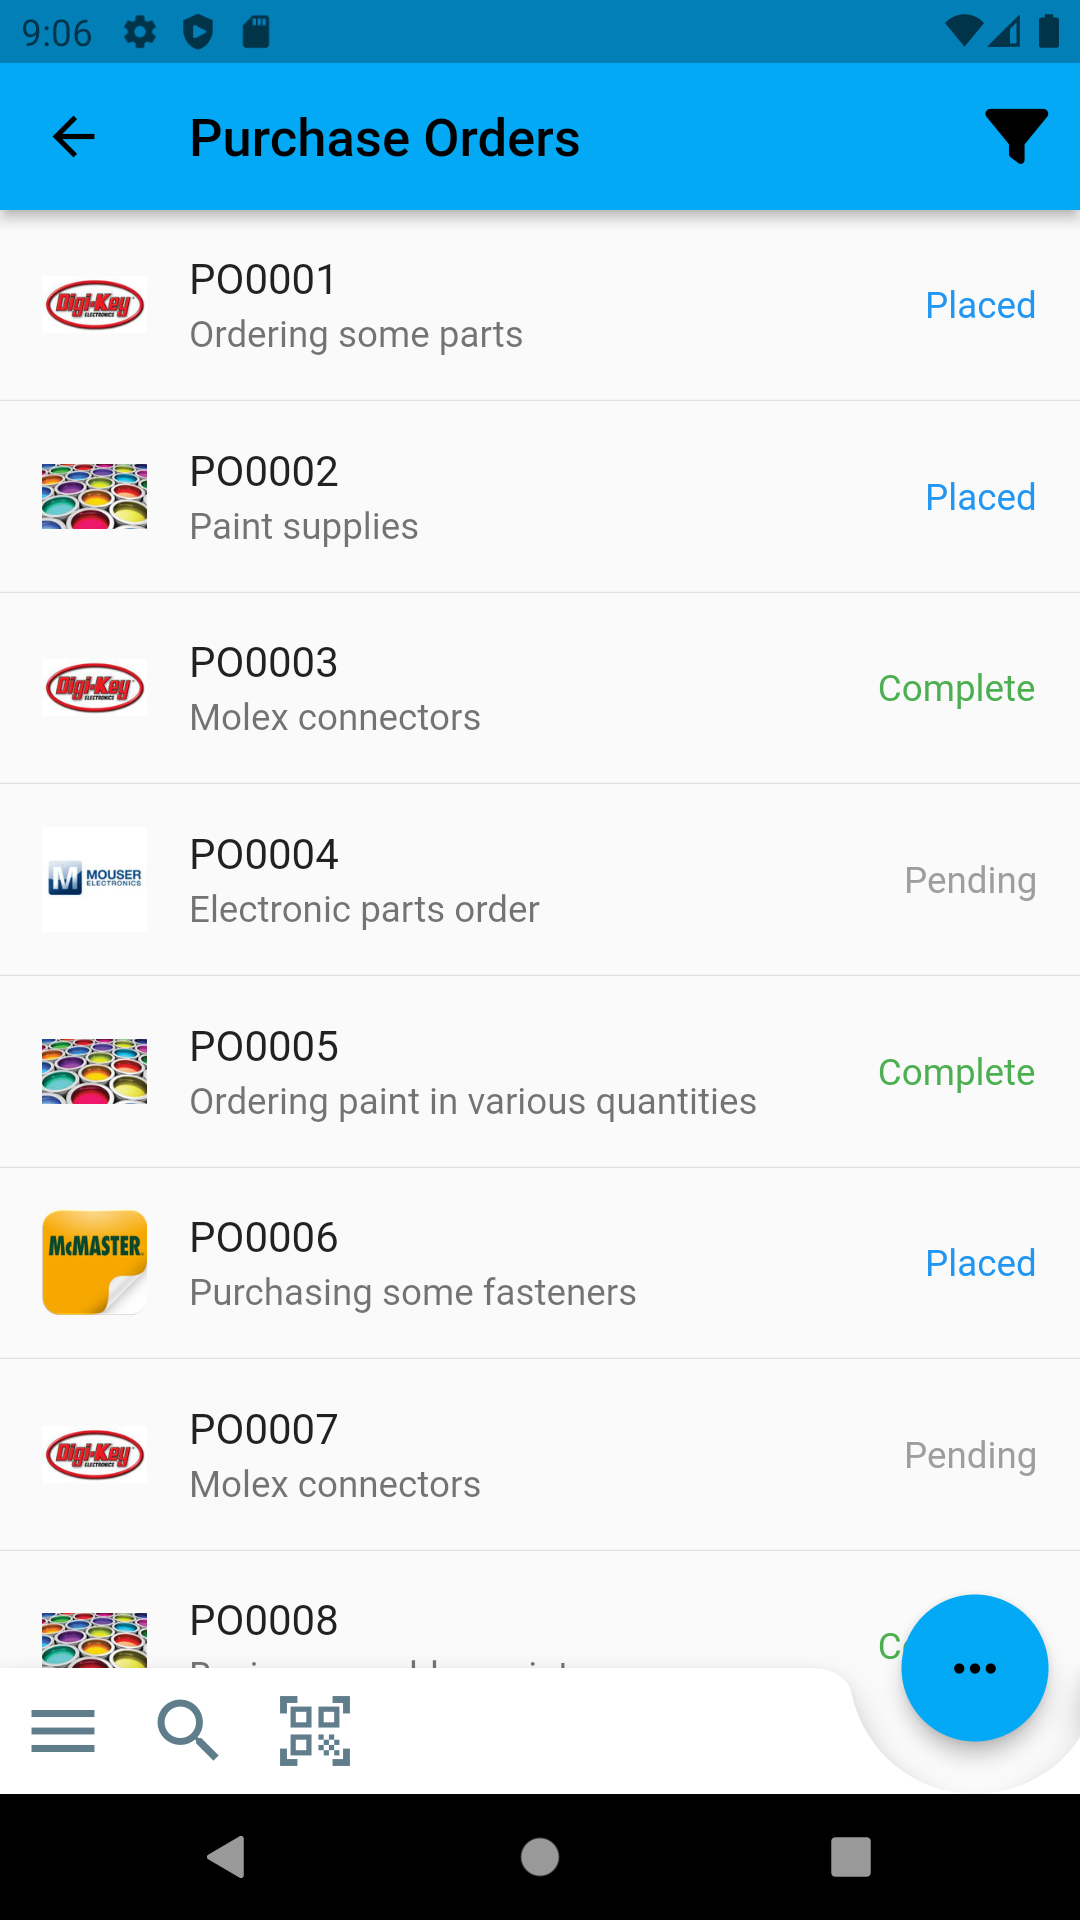 9:06
Purchase Orders
Digi-Key
ELECTRONICS
PO0001
Ordering some parts
Placed
PO0002
Paint supplies
Placed
Digi-Key
ELECTRONICS
PO0003
Molex connectors
Complete
M MOUSER
ELECTRONICS
PO0004
Electronic parts order
Pending
PO0005
Ordering paint in various quantities
Complete
McMASTER
PO0006
Purchasing some fasteners
Placed
Digi-Key
ELECTRONICS
PO0007
Molex connectors
Pending
PO0008